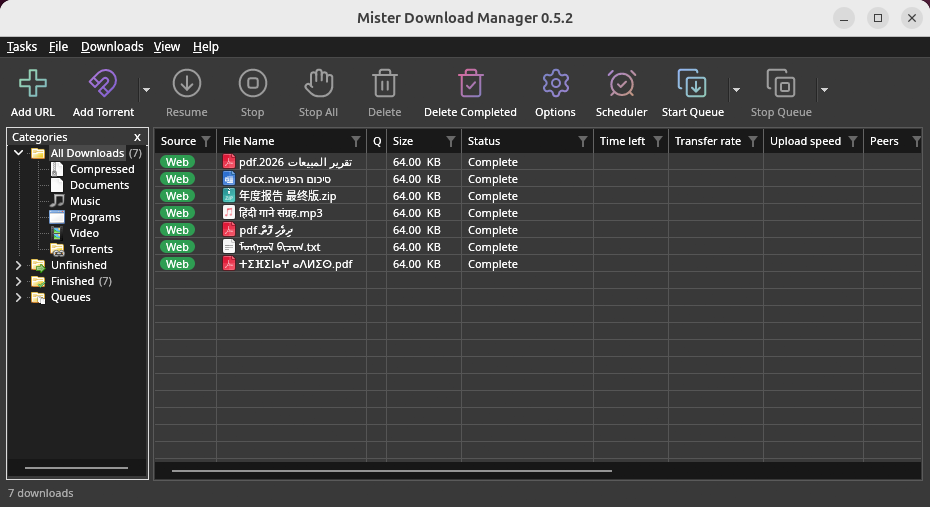 Mister Download Manager 0.5.2
Tasks File Downloads View Help
Add URL Add Torrent Resume Stop Stop All Delete Delete Completed Options Scheduler Start Queue Stop Queue
Categories x
All Downloads (7)
Compressed
Documents
Music
Programs
Video
Torrents
Unfinished
Finished (7)
Queues
Source File Name Q Size Status Time left Transfer rate Upload speed Peers
Web تقرير المبيعات 2026.pdf 64.00 KB Complete
Web סיכום הפגישה.docx 64.00 KB Complete
Web 年度报告 最终版.zip 64.00 KB Complete
Web हिंदी गाने संग्रह.mp3 64.00 KB Complete
Web ދިވެހި ފޮތް.pdf 64.00 KB Complete
Web .txt 64.00 KB Complete
Web ⵜⵉⴼⵉⵏⴰⵖ ⴰⴷⵍⵉⵙ.pdf 64.00 KB Complete
7 downloads